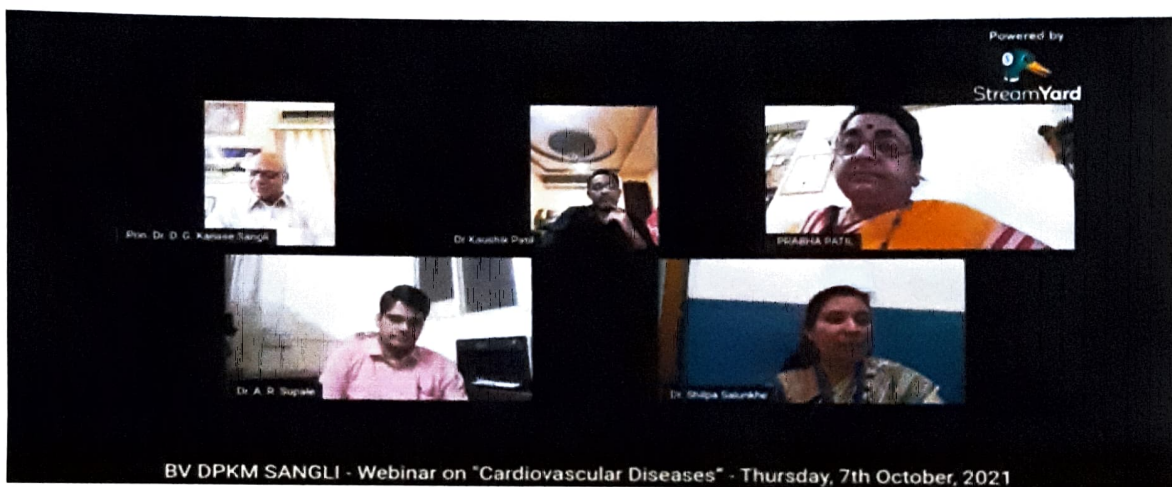 Powered by
StreamYard
Prin. Dr. D. G. Kanase Sangli
Dr Kaushik Patil
PRABHA PATIL
Dr. A. R. Supale
Dr. Shilpa Salunkhe
BV DPKM SANGLI - Webinar on "Cardiovascular Diseases" - Thursday, 7th October, 2021